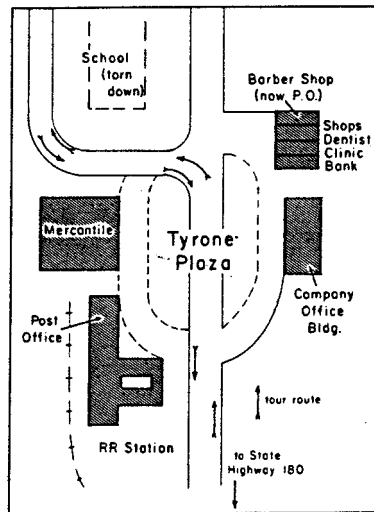 School
(torn
down)
Barber Shop
(now P.O.)
Shops
Dentist
Clinic
Bank
Mercantile
Tyrone
Plaza
Company
Office
Bldg.
Post
Office
RR Station
tour route
to State
Highway 180